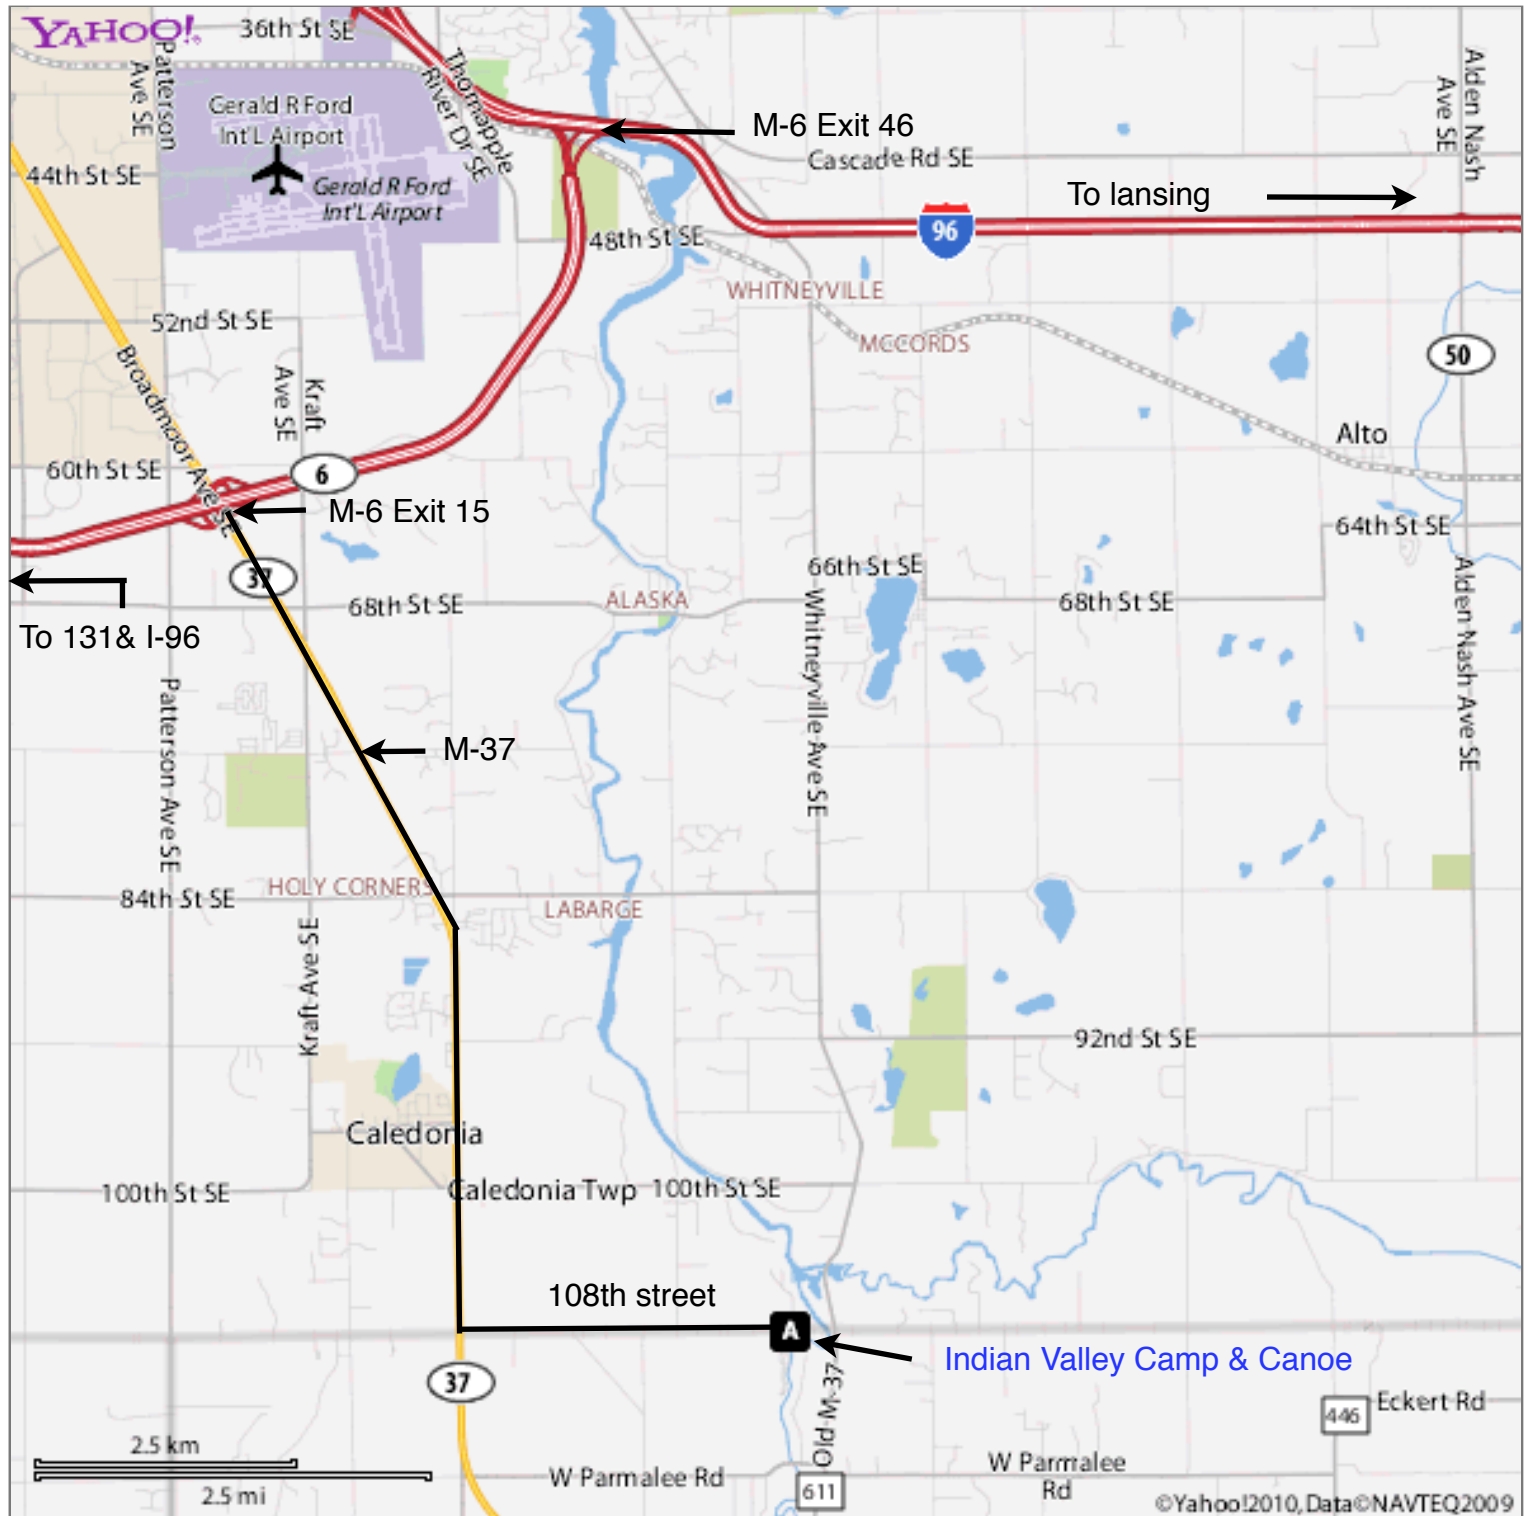 YAHOO!
36th St SE
Patterson
Ave SE
Thornapple
River Dr SE
Gerald R Ford
Int'L Airport
M-6 Exit 46
Cascade Rd SE
Alden Nash
Ave SE
44th St SE
Gerald R Ford
Int'L Airport
To lansing
96
48th St SE
WHITNEYVILLE
52nd St SE
MCCORDS
50
Broadmoor Ave SE
Kraft
Ave SE
Alto
60th St SE
6
M-6 Exit 15
64th St SE
66th St SE
37
68th St SE
ALASKA
68th St SE
To 131& I-96
Whitneyville Ave SE
Alden Nash Ave SE
Patterson Ave SE
M-37
HOLY CORNERS
84th St SE
LABARGE
Kraft Ave SE
92nd St SE
Caledonia
100th St SE
Caledonia Twp
100th St SE
108th street
A
Indian Valley Camp & Canoe
37
Old M-37
446
Eckert Rd
2.5 km
2.5 mi
W Parmalee Rd
611
W Parmalee
Rd
©Yahoo!2010, Data©NAVTEQ2009